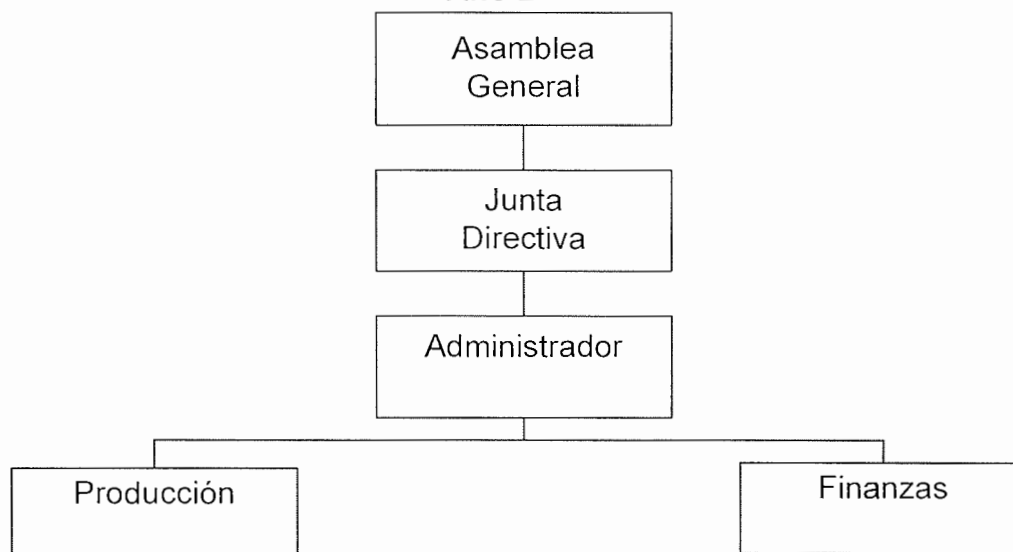 Asamblea
General
Junta
Directiva
Administrador
Producción
Finanzas